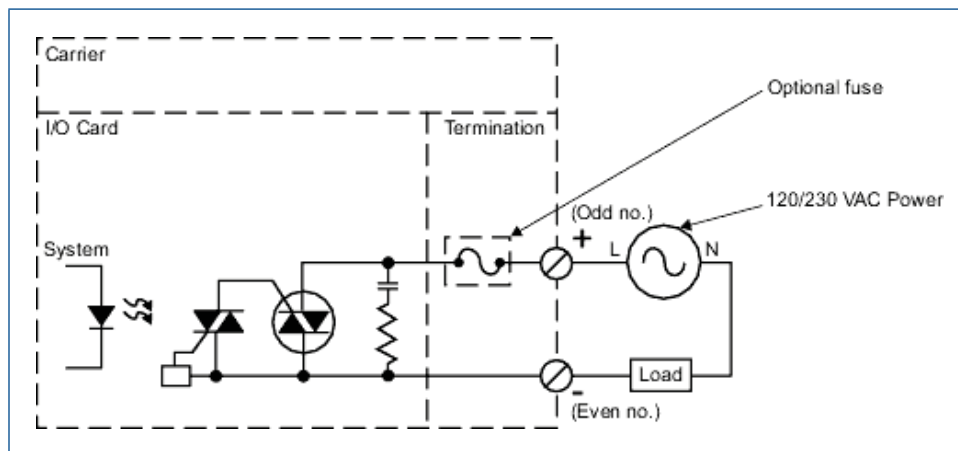 Carrier
Optional fuse
I/O Card
Termination
120/230 VAC Power
(Odd no.)
+
System
L
N
Load
-
(Even no.)